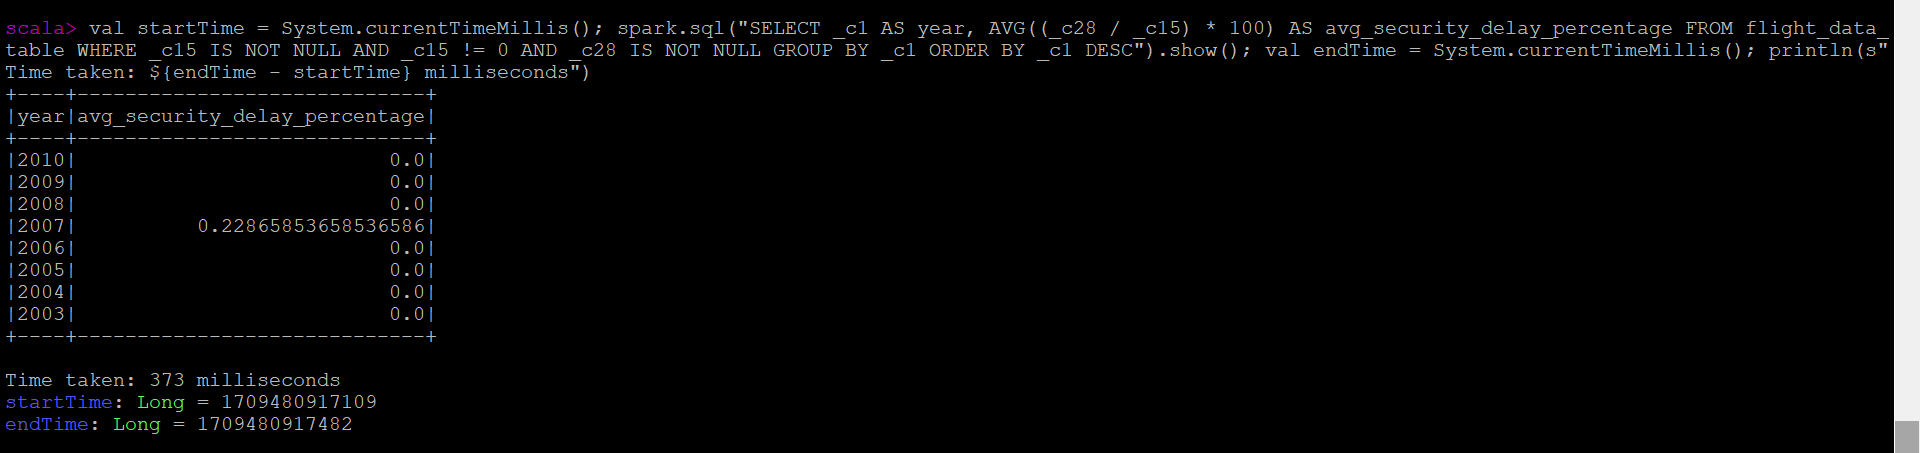 scala> val startTime = System.currentTimeMillis(); spark.sql("SELECT _c1 AS year, AVG((_c28 / _c15) * 100) AS avg_security_delay_percentage FROM flight_data_
table WHERE _c15 IS NOT NULL AND _c15 != 0 AND _c28 IS NOT NULL GROUP BY _c1 ORDER BY _c1 DESC").show(); val endTime = System.currentTimeMillis(); println(s"
Time taken: ${endTime - startTime} milliseconds")
+----+-----------------------------+
|year|avg_security_delay_percentage|
+----+-----------------------------+
|2010|                          0.0|
|2009|                          0.0|
|2008|                          0.0|
|2007|          0.22865853658536586|
|2006|                          0.0|
|2005|                          0.0|
|2004|                          0.0|
|2003|                          0.0|
+----+-----------------------------+
Time taken: 373 milliseconds
startTime: Long = 1709480917109
endTime: Long = 1709480917482